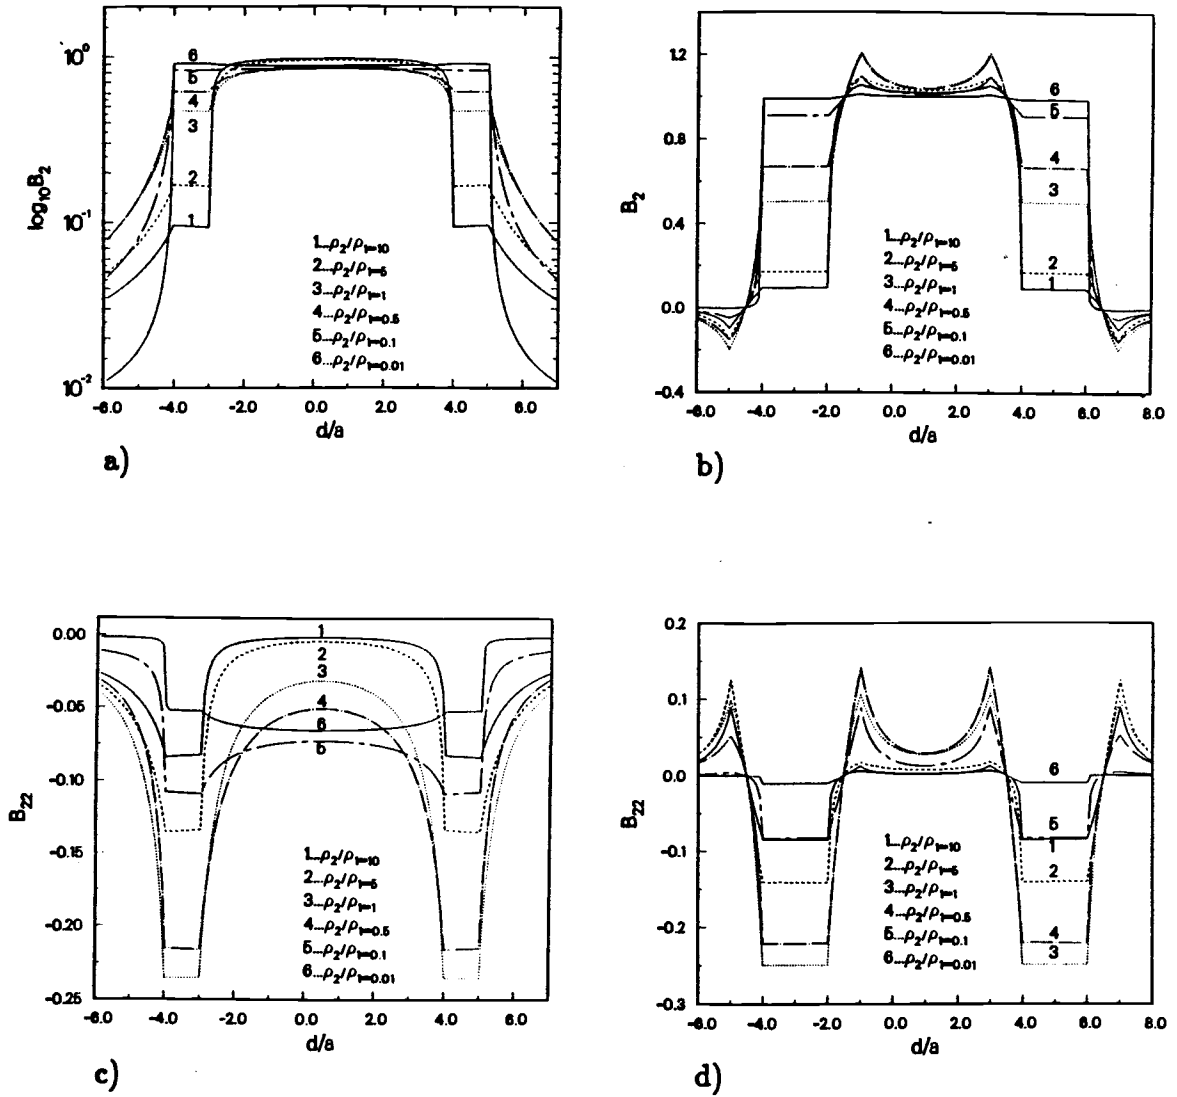 log₁₀B₂
10⁰
10⁻¹
10⁻²
6
5
4
3
2
1
1...ρ₂/ρ₁₌₁₀
2...ρ₂/ρ₁₌₅
3...ρ₂/ρ₁₌₁
4...ρ₂/ρ₁₌₀.₅
5...ρ₂/ρ₁₌₀.₁
6...ρ₂/ρ₁₌₀.₀₁
-6.0 -4.0 -2.0 0.0 2.0 4.0 6.0
d/a
a)
B₂
1.2
0.8
0.4
0.0
-0.4
6
5
4
3
2
1
1...ρ₂/ρ₁₌₁₀
2...ρ₂/ρ₁₌₅
3...ρ₂/ρ₁₌₁
4...ρ₂/ρ₁₌₀.₅
5...ρ₂/ρ₁₌₀.₁
6...ρ₂/ρ₁₌₀.₀₁
-6.0 -4.0 -2.0 0.0 2.0 4.0 6.0 8.0
d/a
b)
B₂₂
0.00
-0.05
-0.10
-0.15
-0.20
-0.25
1
2
3
4
6
5
1...ρ₂/ρ₁₌₁₀
2...ρ₂/ρ₁₌₅
3...ρ₂/ρ₁₌₁
4...ρ₂/ρ₁₌₀.₅
5...ρ₂/ρ₁₌₀.₁
6...ρ₂/ρ₁₌₀.₀₁
-6.0 -4.0 -2.0 0.0 2.0 4.0 6.0
d/a
c)
B₂₂
0.2
0.1
0.0
-0.1
-0.2
-0.3
6
5
1
2
4
3
1...ρ₂/ρ₁₌₁₀
2...ρ₂/ρ₁₌₅
3...ρ₂/ρ₁₌₁
4...ρ₂/ρ₁₌₀.₅
5...ρ₂/ρ₁₌₀.₁
6...ρ₂/ρ₁₌₀.₀₁
-6.0 -4.0 -2.0 0.0 2.0 4.0 6.0 8.0
d/a
d)